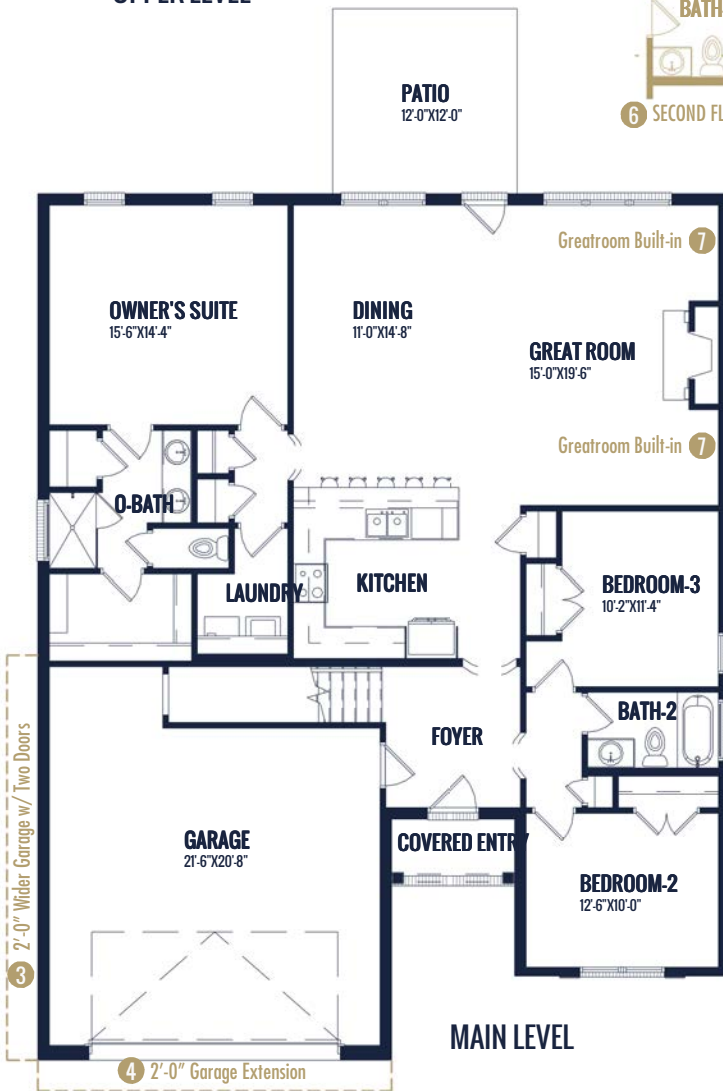 UPPER LEVEL
BATH-
6 SECOND FL
PATIO
12'-0"X12'-0"
Greatroom Built-in 7
OWNER'S SUITE
15'-6"X14'-4"
DINING
11'-0"X14'-8"
GREAT ROOM
15'-0"X19'-6"
Greatroom Built-in 7
O-BATH
LAUNDRY
KITCHEN
BEDROOM-3
10'-2"X11'-4"
BATH-2
FOYER
3 2'-0" Wider Garage w/ Two Doors
GARAGE
21'-6"X20'-8"
COVERED ENTRY
BEDROOM-2
12'-6"X10'-0"
MAIN LEVEL
4 2'-0" Garage Extension